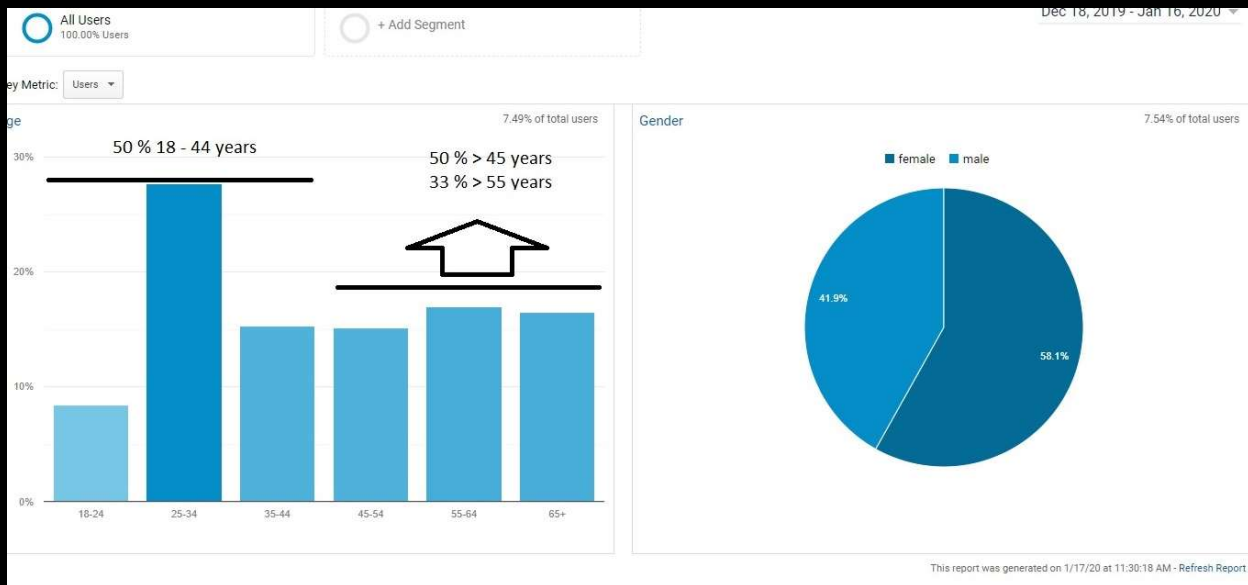 All Users
100.00% Users
+ Add Segment
Dec 18, 2019 - Jan 16, 2020
ey Metric: Users
ge
7.49% of total users
50 % 18 - 44 years
50 % > 45 years
33 % > 55 years
30%
20%
10%
0%
18-24 25-34 35-44 45-54 55-64 65+
Gender
7.54% of total users
female male
41.9%
58.1%
This report was generated on 1/17/20 at 11:30:18 AM - Refresh Report